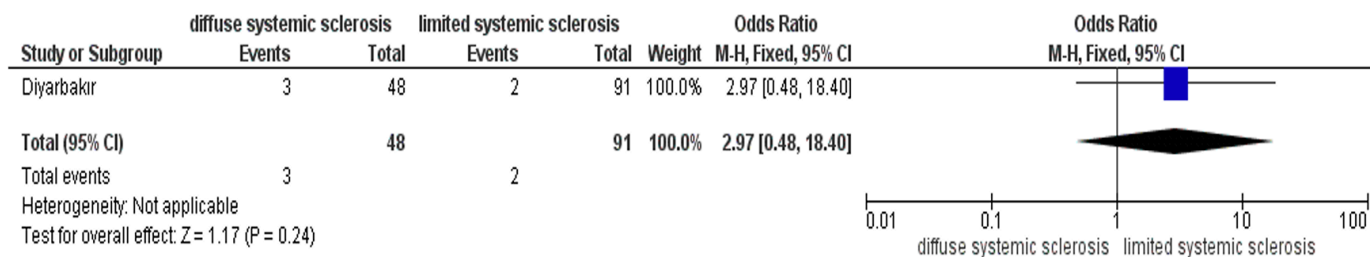 diffuse systemic sclerosis limited systemic sclerosis Odds Ratio Odds Ratio
Study or Subgroup Events Total Events Total Weight M-H, Fixed, 95% CI M-H, Fixed, 95% CI
Diyarbakır 3 48 2 91 100.0% 2.97 [0.48, 18.40]
Total (95% CI) 48 91 100.0% 2.97 [0.48, 18.40]
Total events 3 2
Heterogeneity: Not applicable
Test for overall effect: Z = 1.17 (P = 0.24)
0.01 0.1 1 10 100
diffuse systemic sclerosis limited systemic sclerosis